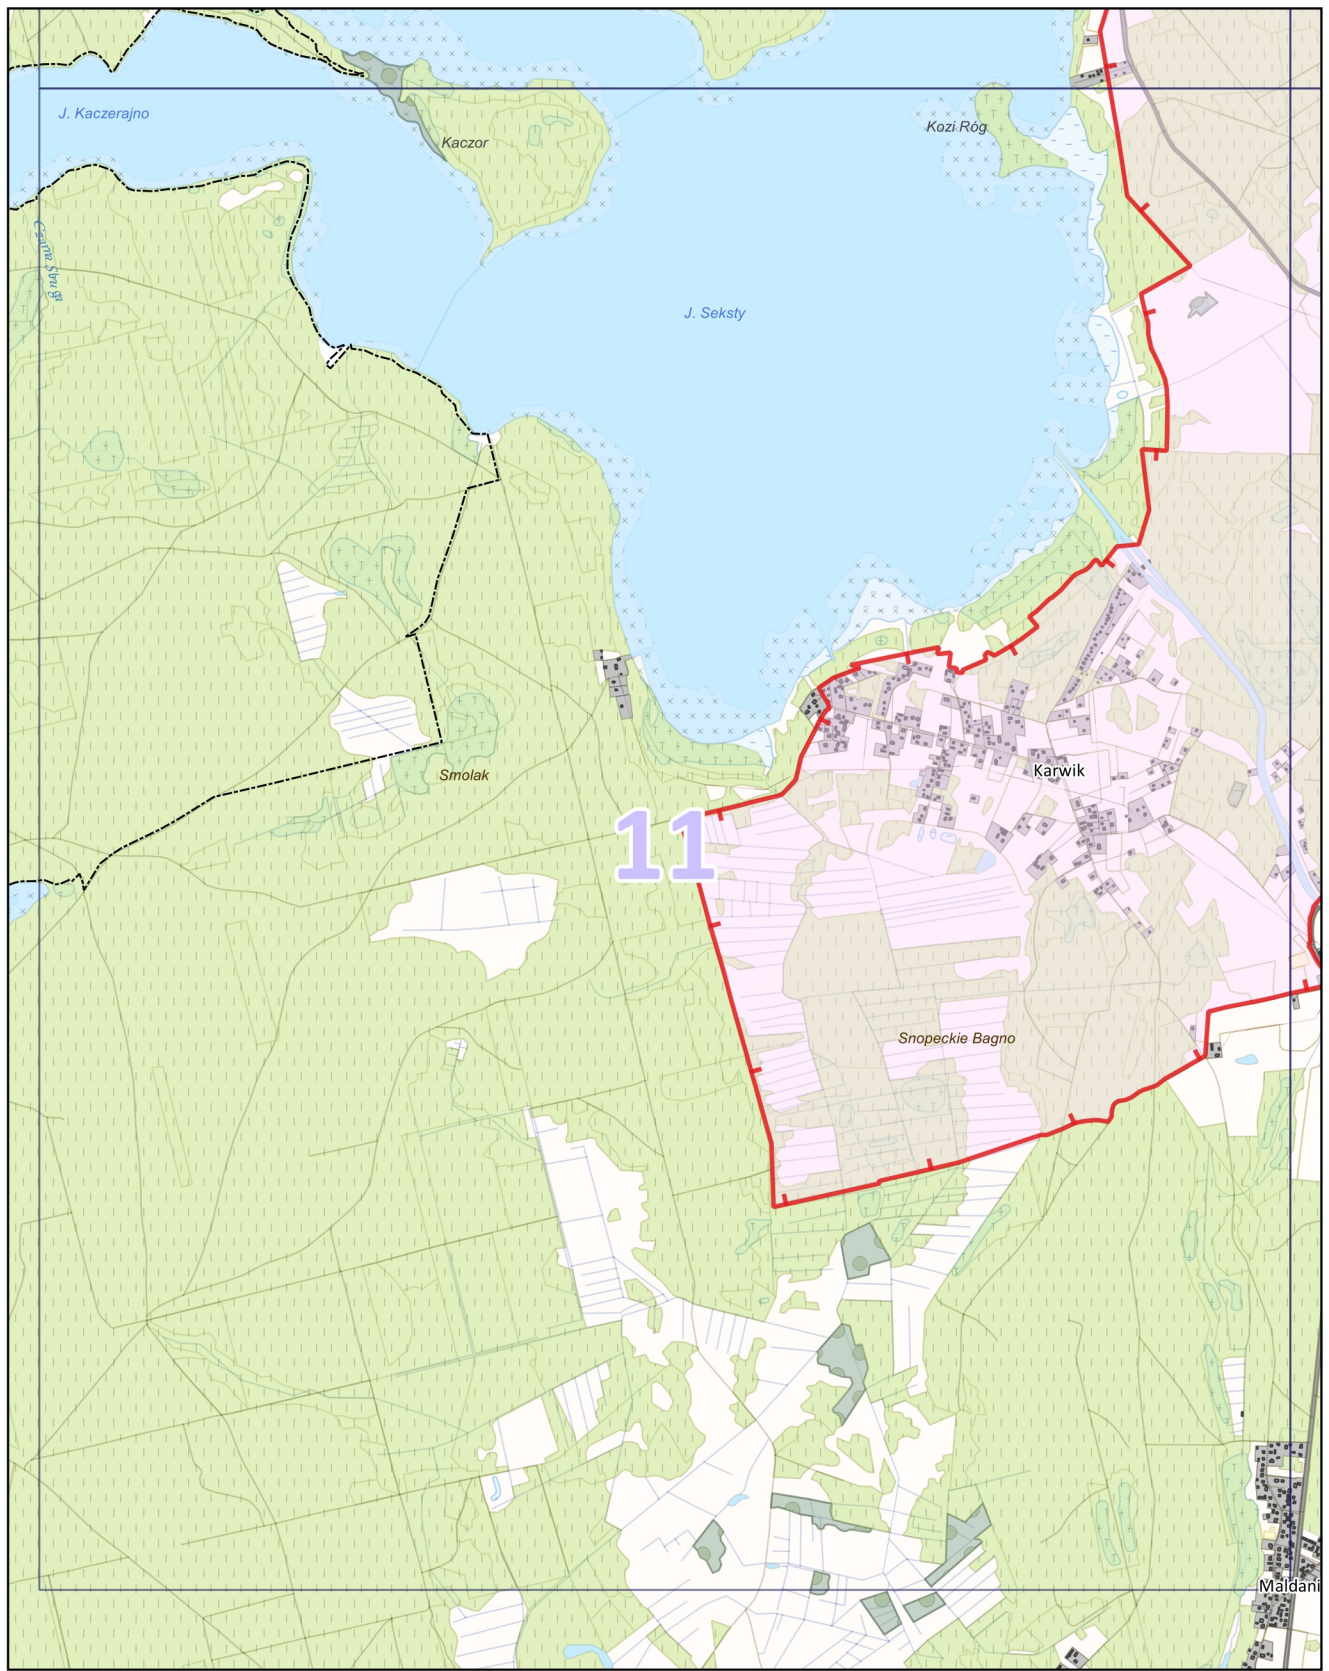 J. Kaczerajno
Kaczor
Kozi Róg
Czarna Struga
J. Seksty
Karwik
Smolak
11
Snopeckie Bagno
Maldani